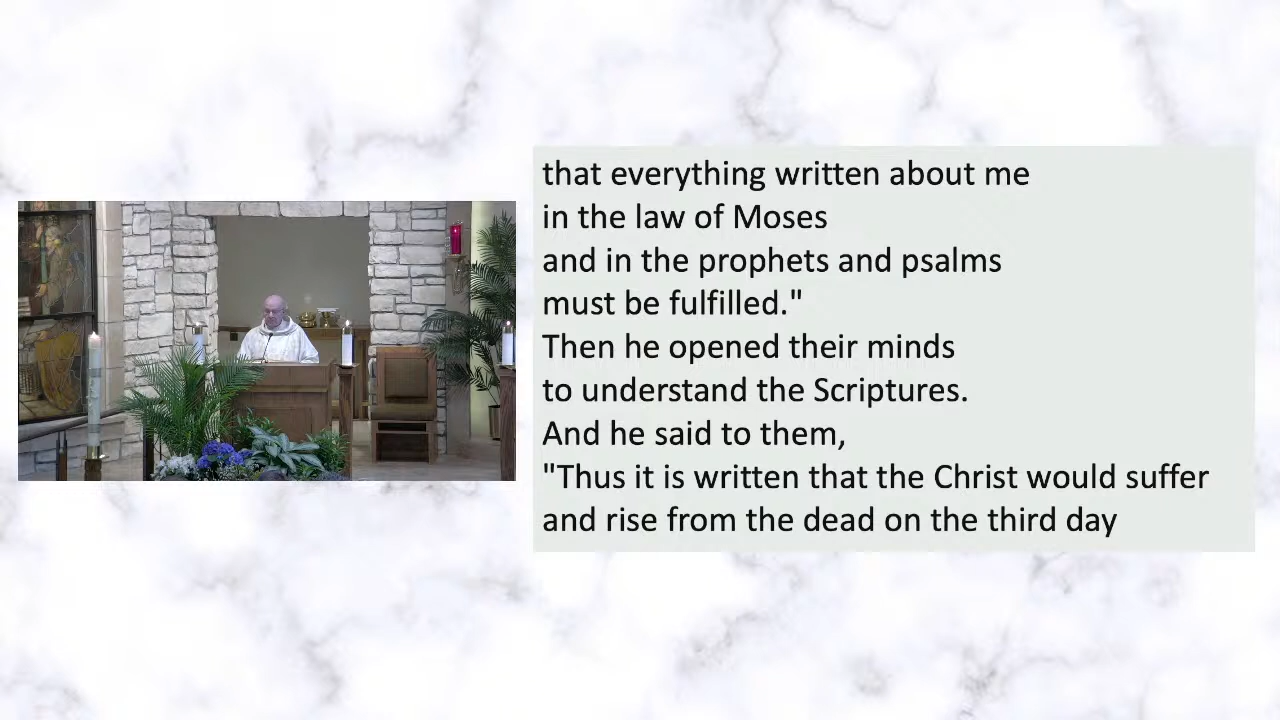 that everything written about me
in the law of Moses
and in the prophets and psalms
must be fulfilled."
Then he opened their minds
to understand the Scriptures.
And he said to them,
"Thus it is written that the Christ would suffer
and rise from the dead on the third day